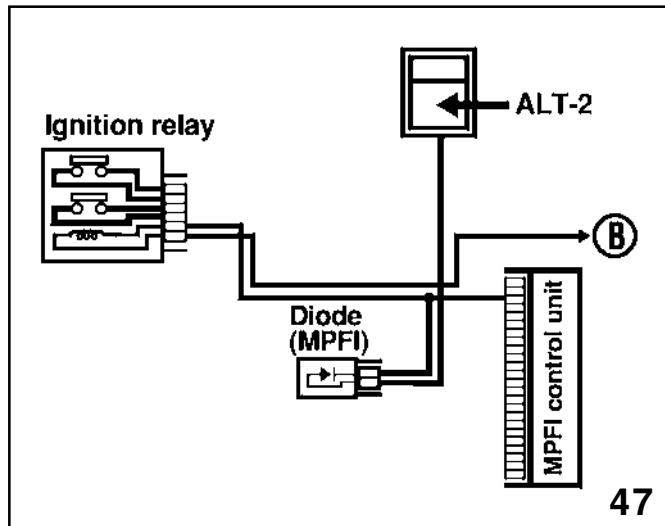 ALT-2
Ignition relay
B
Diode
(MPFI)
MPFI control unit
47